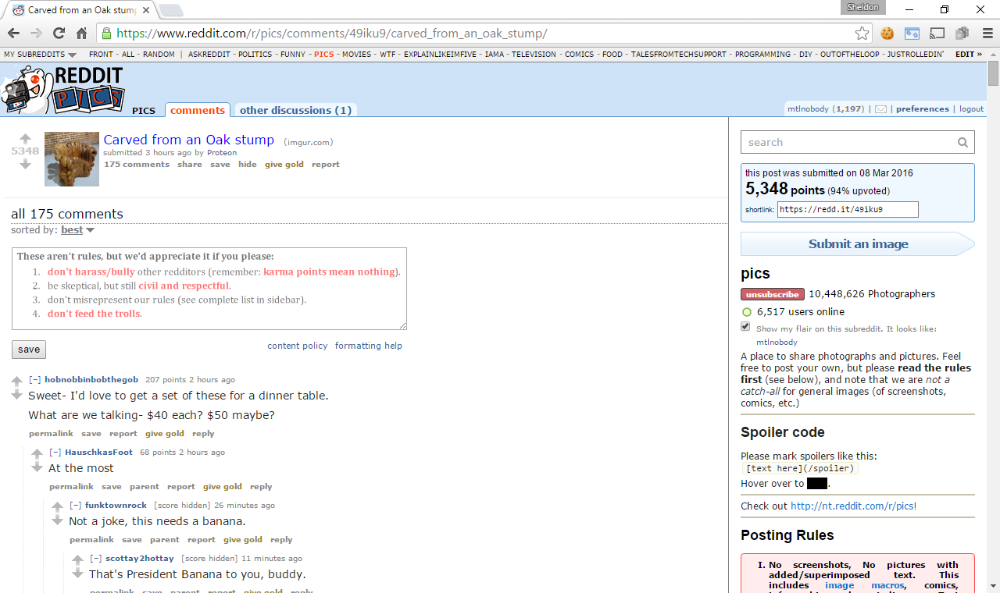 Carved from an Oak stump
Sheldon
https://www.reddit.com/r/pics/comments/49iku9/carved_from_an_oak_stump/
MY SUBREDDITS FRONT - ALL - RANDOM | ASKREDDIT - POLITICS - FUNNY - PICS - MOVIES - WTF - EXPLAINLIKEIMFIVE - IAMA - TELEVISION - COMICS - FOOD - TALESFROMTECHSUPPORT - PROGRAMMING - DIY - OUTOFTHELOOP - JUSTROLLEDIN EDIT »
REDDIT
PICS
PICS comments other discussions (1)
mtlnobody (1,197) | | preferences | logout
5348
Carved from an Oak stump (imgur.com)
submitted 3 hours ago by Proteon
175 comments share save hide give gold report
all 175 comments
sorted by: best
These aren't rules, but we'd appreciate it if you please:
1. don't harass/bully other redditors (remember: karma points mean nothing).
2. be skeptical, but still civil and respectful.
3. don't misrepresent our rules (see complete list in sidebar).
4. don't feed the trolls.
save
content policy formatting help
[–] hobnobbinbobthegob 207 points 2 hours ago
Sweet- I'd love to get a set of these for a dinner table.
What are we talking- $40 each? $50 maybe?
permalink save report give gold reply
[–] HauschkasFoot 68 points 2 hours ago
At the most
permalink save parent report give gold reply
[–] funktownrock [score hidden] 26 minutes ago
Not a joke, this needs a banana.
permalink save parent report give gold reply
[–] scottay2hottay [score hidden] 11 minutes ago
That's President Banana to you, buddy.
permalink save parent report give gold reply
search
this post was submitted on 08 Mar 2016
5,348 points (94% upvoted)
shortlink: https://redd.it/49iku9
Submit an image
pics
unsubscribe 10,448,626 Photographers
6,517 users online
Show my flair on this subreddit. It looks like:
mtlnobody
A place to share photographs and pictures. Feel
free to post your own, but please read the rules
first (see below), and note that we are not a
catch-all for general images (of screenshots,
comics, etc.)
Spoiler code
Please mark spoilers like this:
[text here](/spoiler)
Hover over to .
Check out http://nt.reddit.com/r/pics!
Posting Rules
I. No screenshots, No pictures with
added/superimposed text. This
includes image macros, comics,